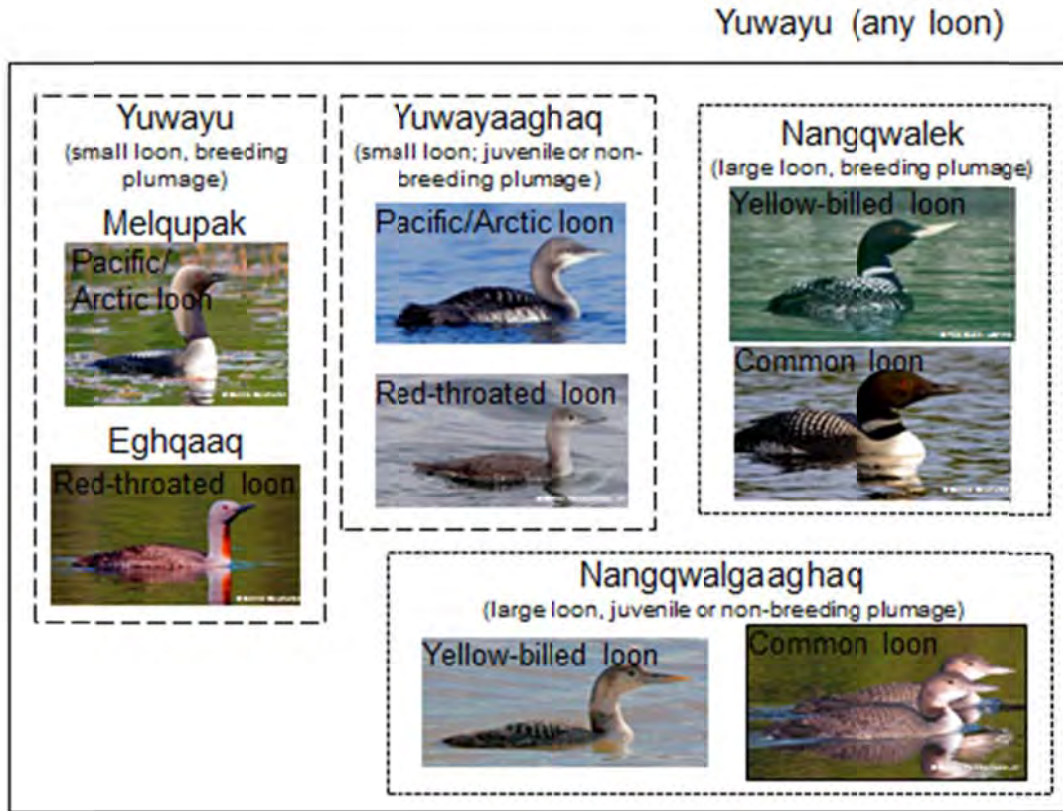 Yuwayu (any loon)
Yuwayu
(small loon, breeding
plumage)
Melqupak
Pacific/
Arctic loon
Eghqaaq
Red-throated loon
Yuwayaaghaq
(small loon; juvenile or non-
breeding plumage)
Pacific/Arctic loon
Red-throated loon
Nangqwalek
(large loon, breeding plumage)
Yellow-billed loon
Common loon
Nangqwalgaaghaq
(large loon, juvenile or non-breeding plumage)
Yellow-billed loon
Common loon